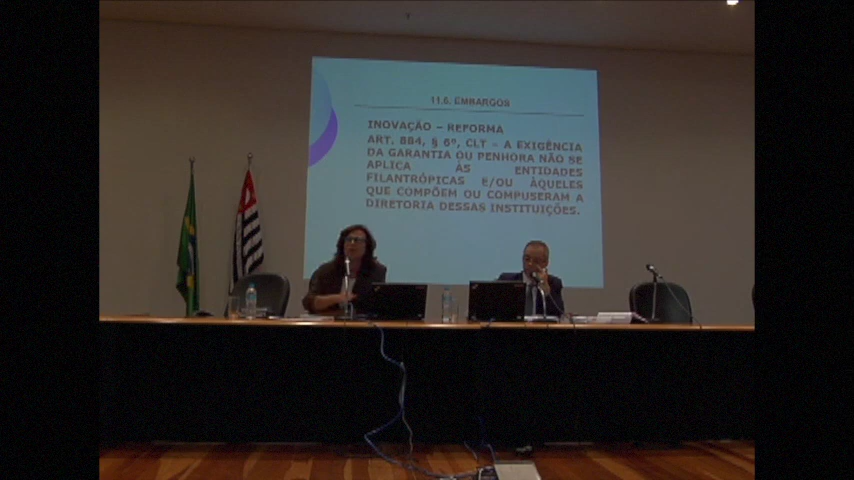 11.6. EMBARGOS
INOVAÇÃO – REFORMA
ART. 884, § 6º, CLT – A EXIGÊNCIA
DA GARANTIA OU PENHORA NÃO SE
APLICA ÀS ENTIDADES
FILANTRÓPICAS E/OU ÀQUELES
QUE COMPÕEM OU COMPUSERAM A
DIRETORIA DESSAS INSTITUIÇÕES.